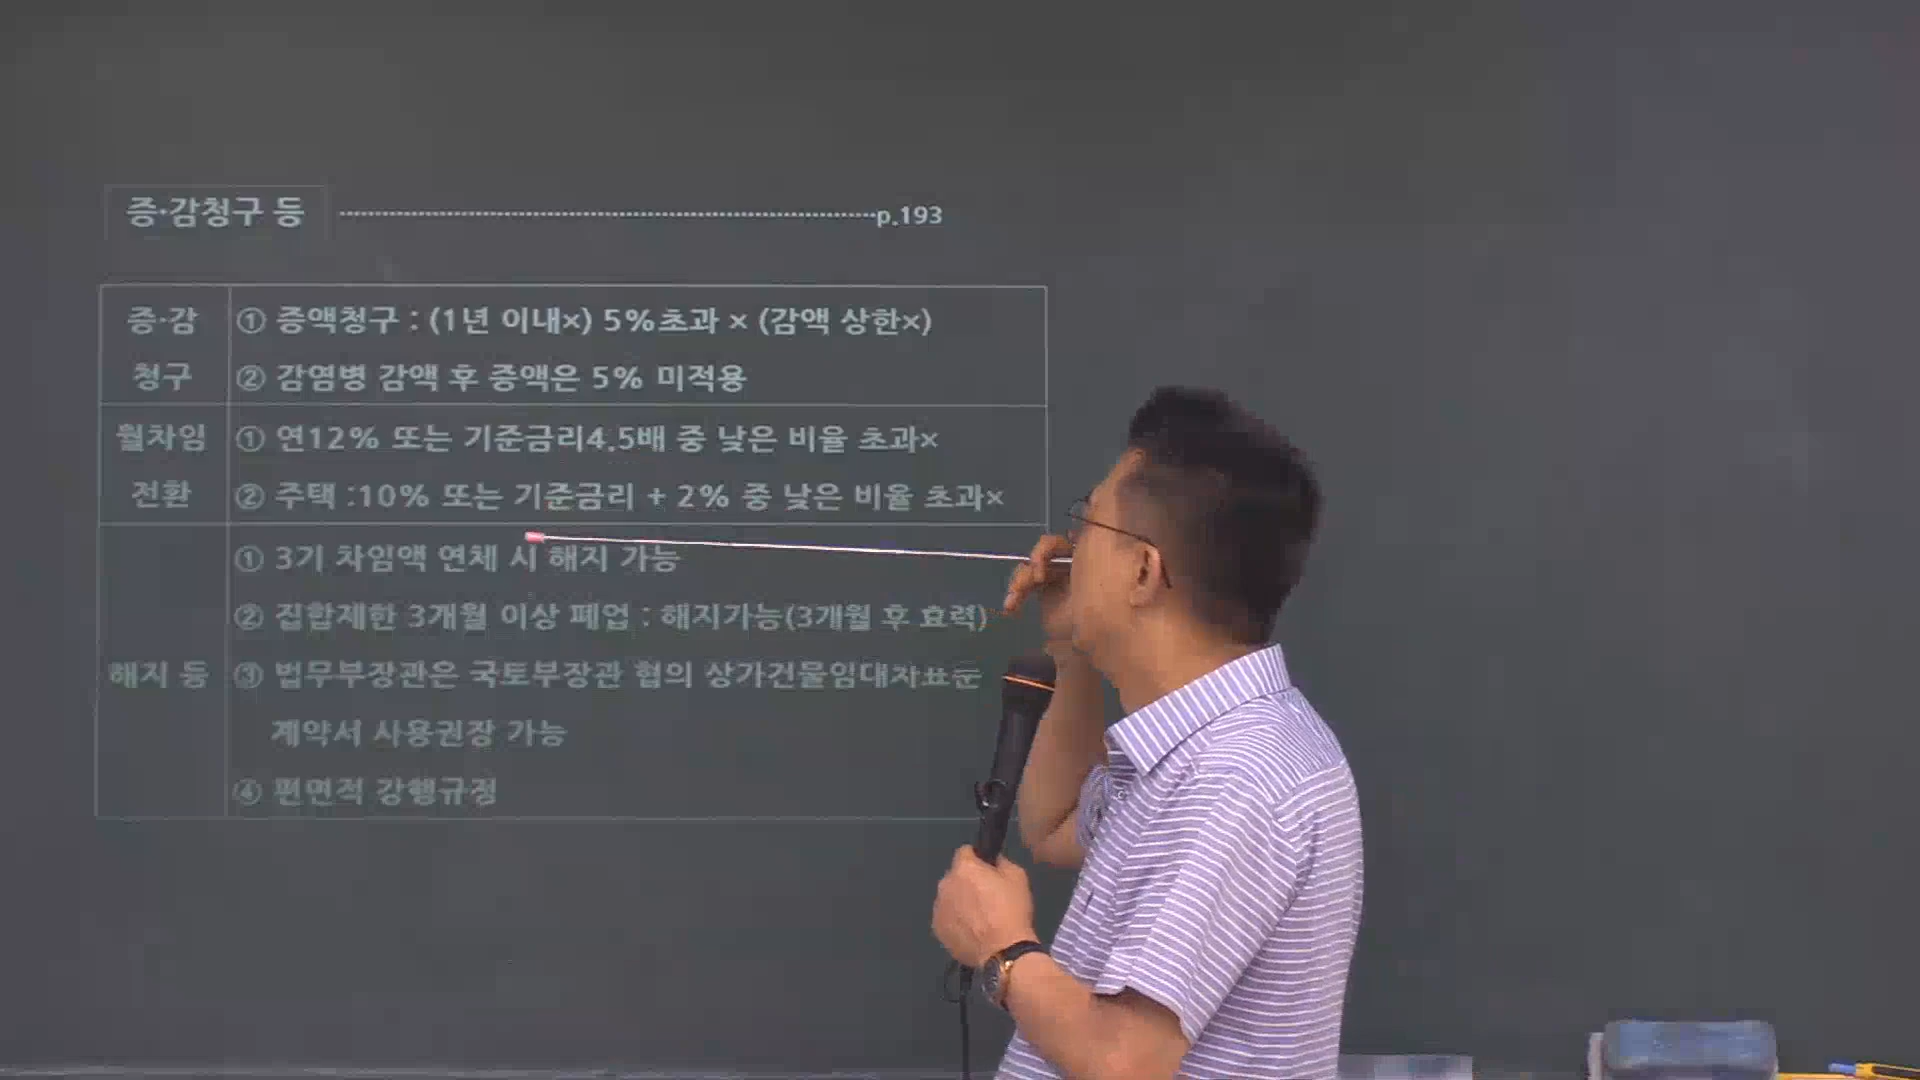 증·감청구 등 p.193
증·감 청구
① 증액청구 : (1년 이내×) 5%초과 × (감액 상한×)
② 감염병 감액 후 증액은 5% 미적용
월차임 전환
① 연12% 또는 기준금리4.5배 중 낮은 비율 초과×
② 주택 :10% 또는 기준금리 + 2% 중 낮은 비율 초과×
해지 등
① 3기 차임액 연체 시 해지 가능
② 집합제한 3개월 이상 폐업 : 해지가능(3개월 후 효력)
③ 법무부장관은 국토부장관 협의 상가건물임대차표준
계약서 사용권장 가능
④ 편면적 강행규정